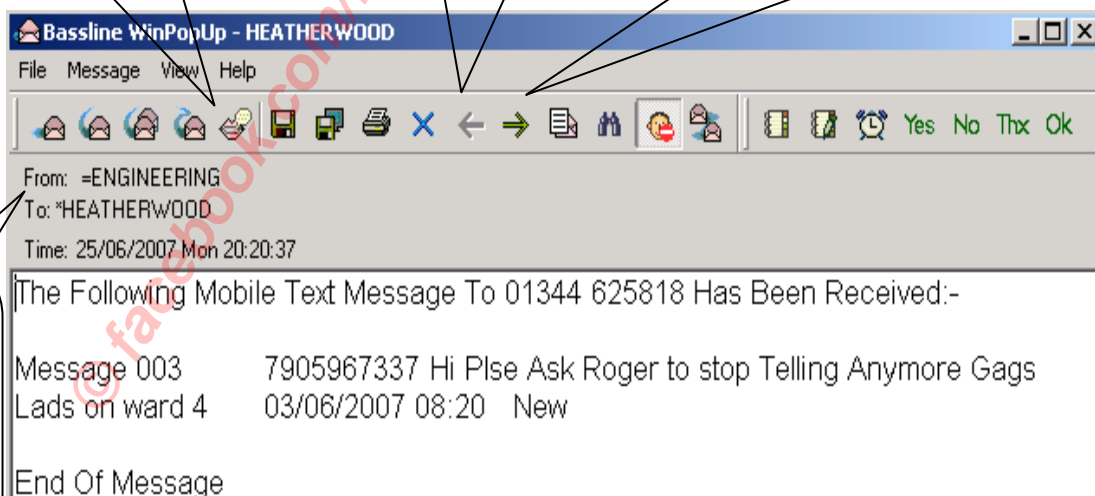 Bassline WinPopUp - HEATHERWOOD
File Message View Help
Yes No Thx Ok
From: =ENGINEERING
To: *HEATHERWOOD
Time: 25/06/2007 Mon 20:20:37
The Following Mobile Text Message To 01344 625818 Has Been Received:-
Message 003 7905967337 Hi Plse Ask Roger to stop Telling Anymore Gags
Lads on ward 4 03/06/2007 08:20 New
End Of Message
© facebook.com/